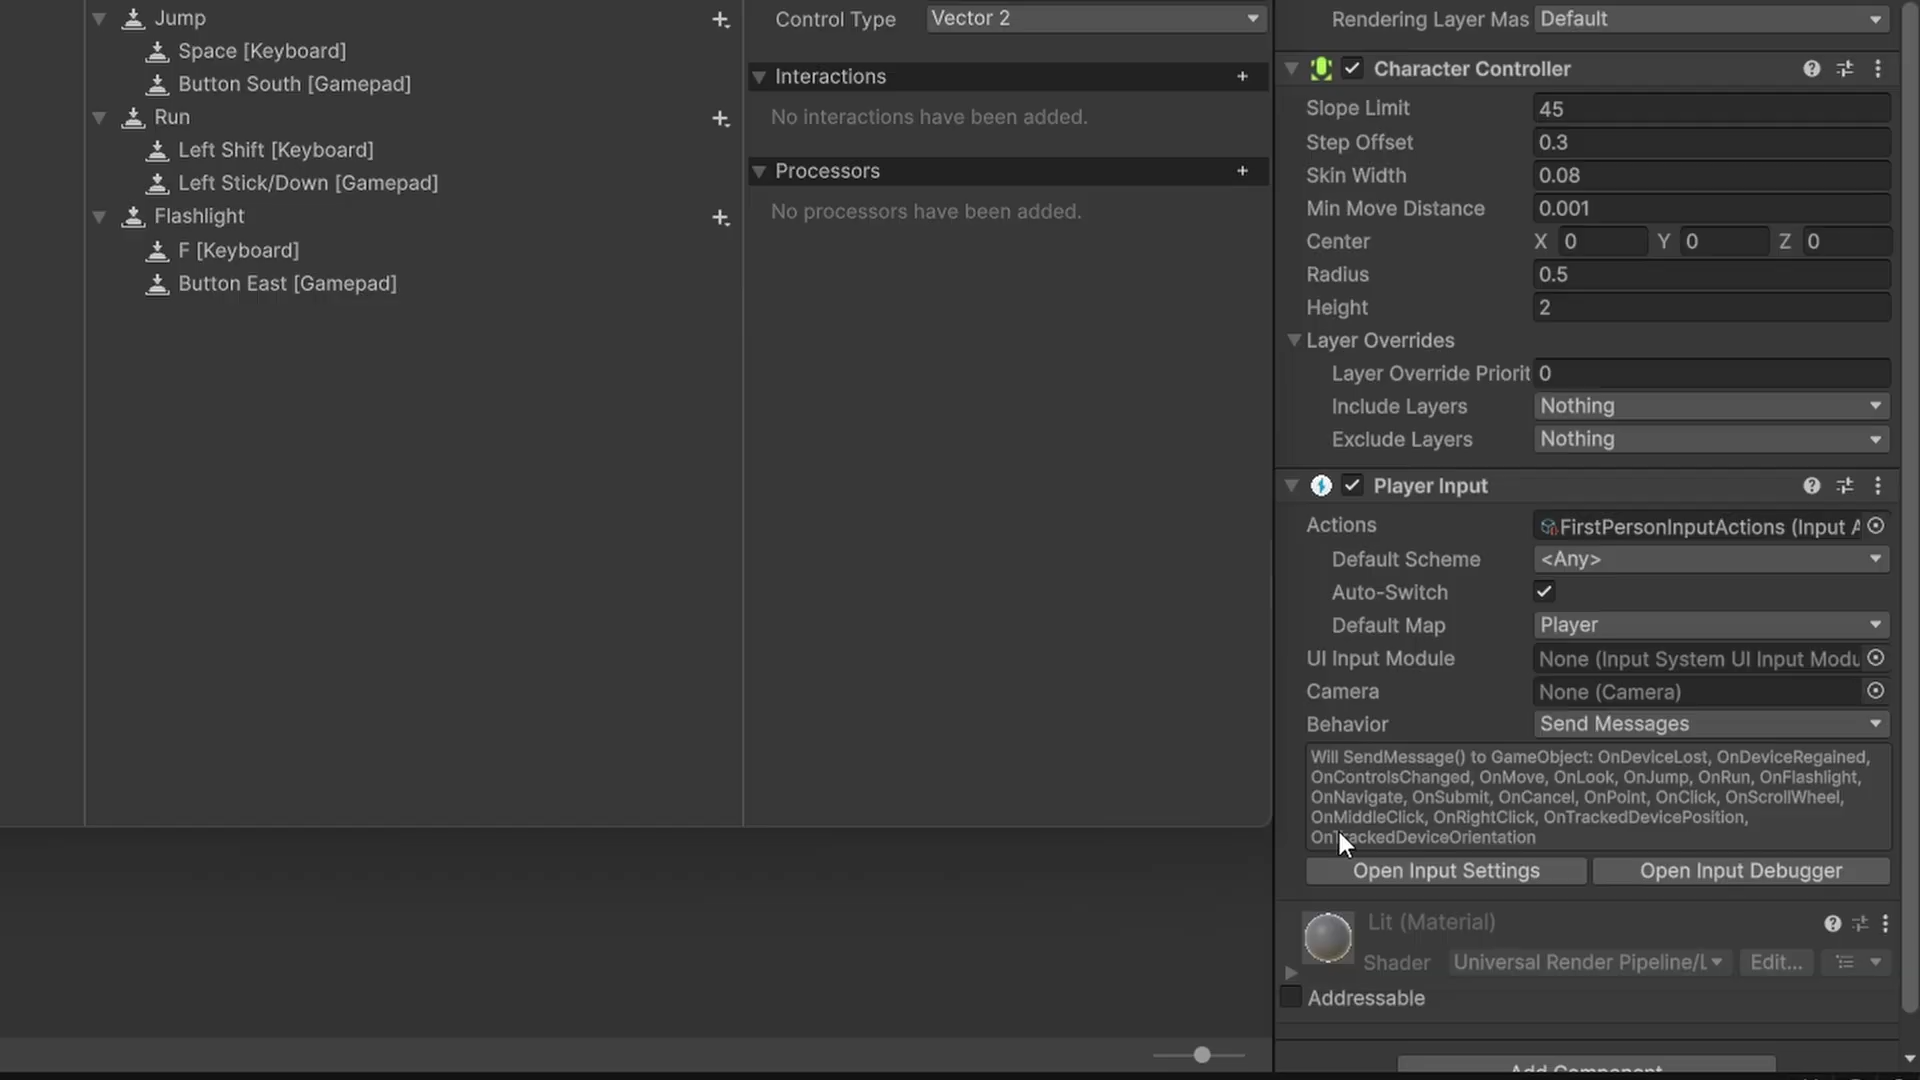 Jump
Space [Keyboard]
Button South [Gamepad]
Run
Left Shift [Keyboard]
Left Stick/Down [Gamepad]
Flashlight
F [Keyboard]
Button East [Gamepad]
Control Type Vector 2
Interactions
No interactions have been added.
Processors
No processors have been added.
Rendering Layer Mas Default
Character Controller
Slope Limit 45
Step Offset 0.3
Skin Width 0.08
Min Move Distance 0.001
Center X 0 Y 0 Z 0
Radius 0.5
Height 2
Layer Overrides
Layer Override Priorit 0
Include Layers Nothing
Exclude Layers Nothing
Player Input
Actions FirstPersonInputActions (Input A
Default Scheme <Any>
Auto-Switch
Default Map Player
UI Input Module None (Input System UI Input Modu
Camera None (Camera)
Behavior Send Messages
Will SendMessage() to GameObject: OnDeviceLost, OnDeviceRegained,
OnControlsChanged, OnMove, OnLook, OnJump, OnRun, OnFlashlight,
OnNavigate, OnSubmit, OnCancel, OnPoint, OnClick, OnScrollWheel,
OnMiddleClick, OnRightClick, OnTrackedDevicePosition,
OnTrackedDeviceOrientation
Open Input Settings Open Input Debugger
Lit (Material)
Shader Universal Render Pipeline/L Edit...
Addressable
Add Component